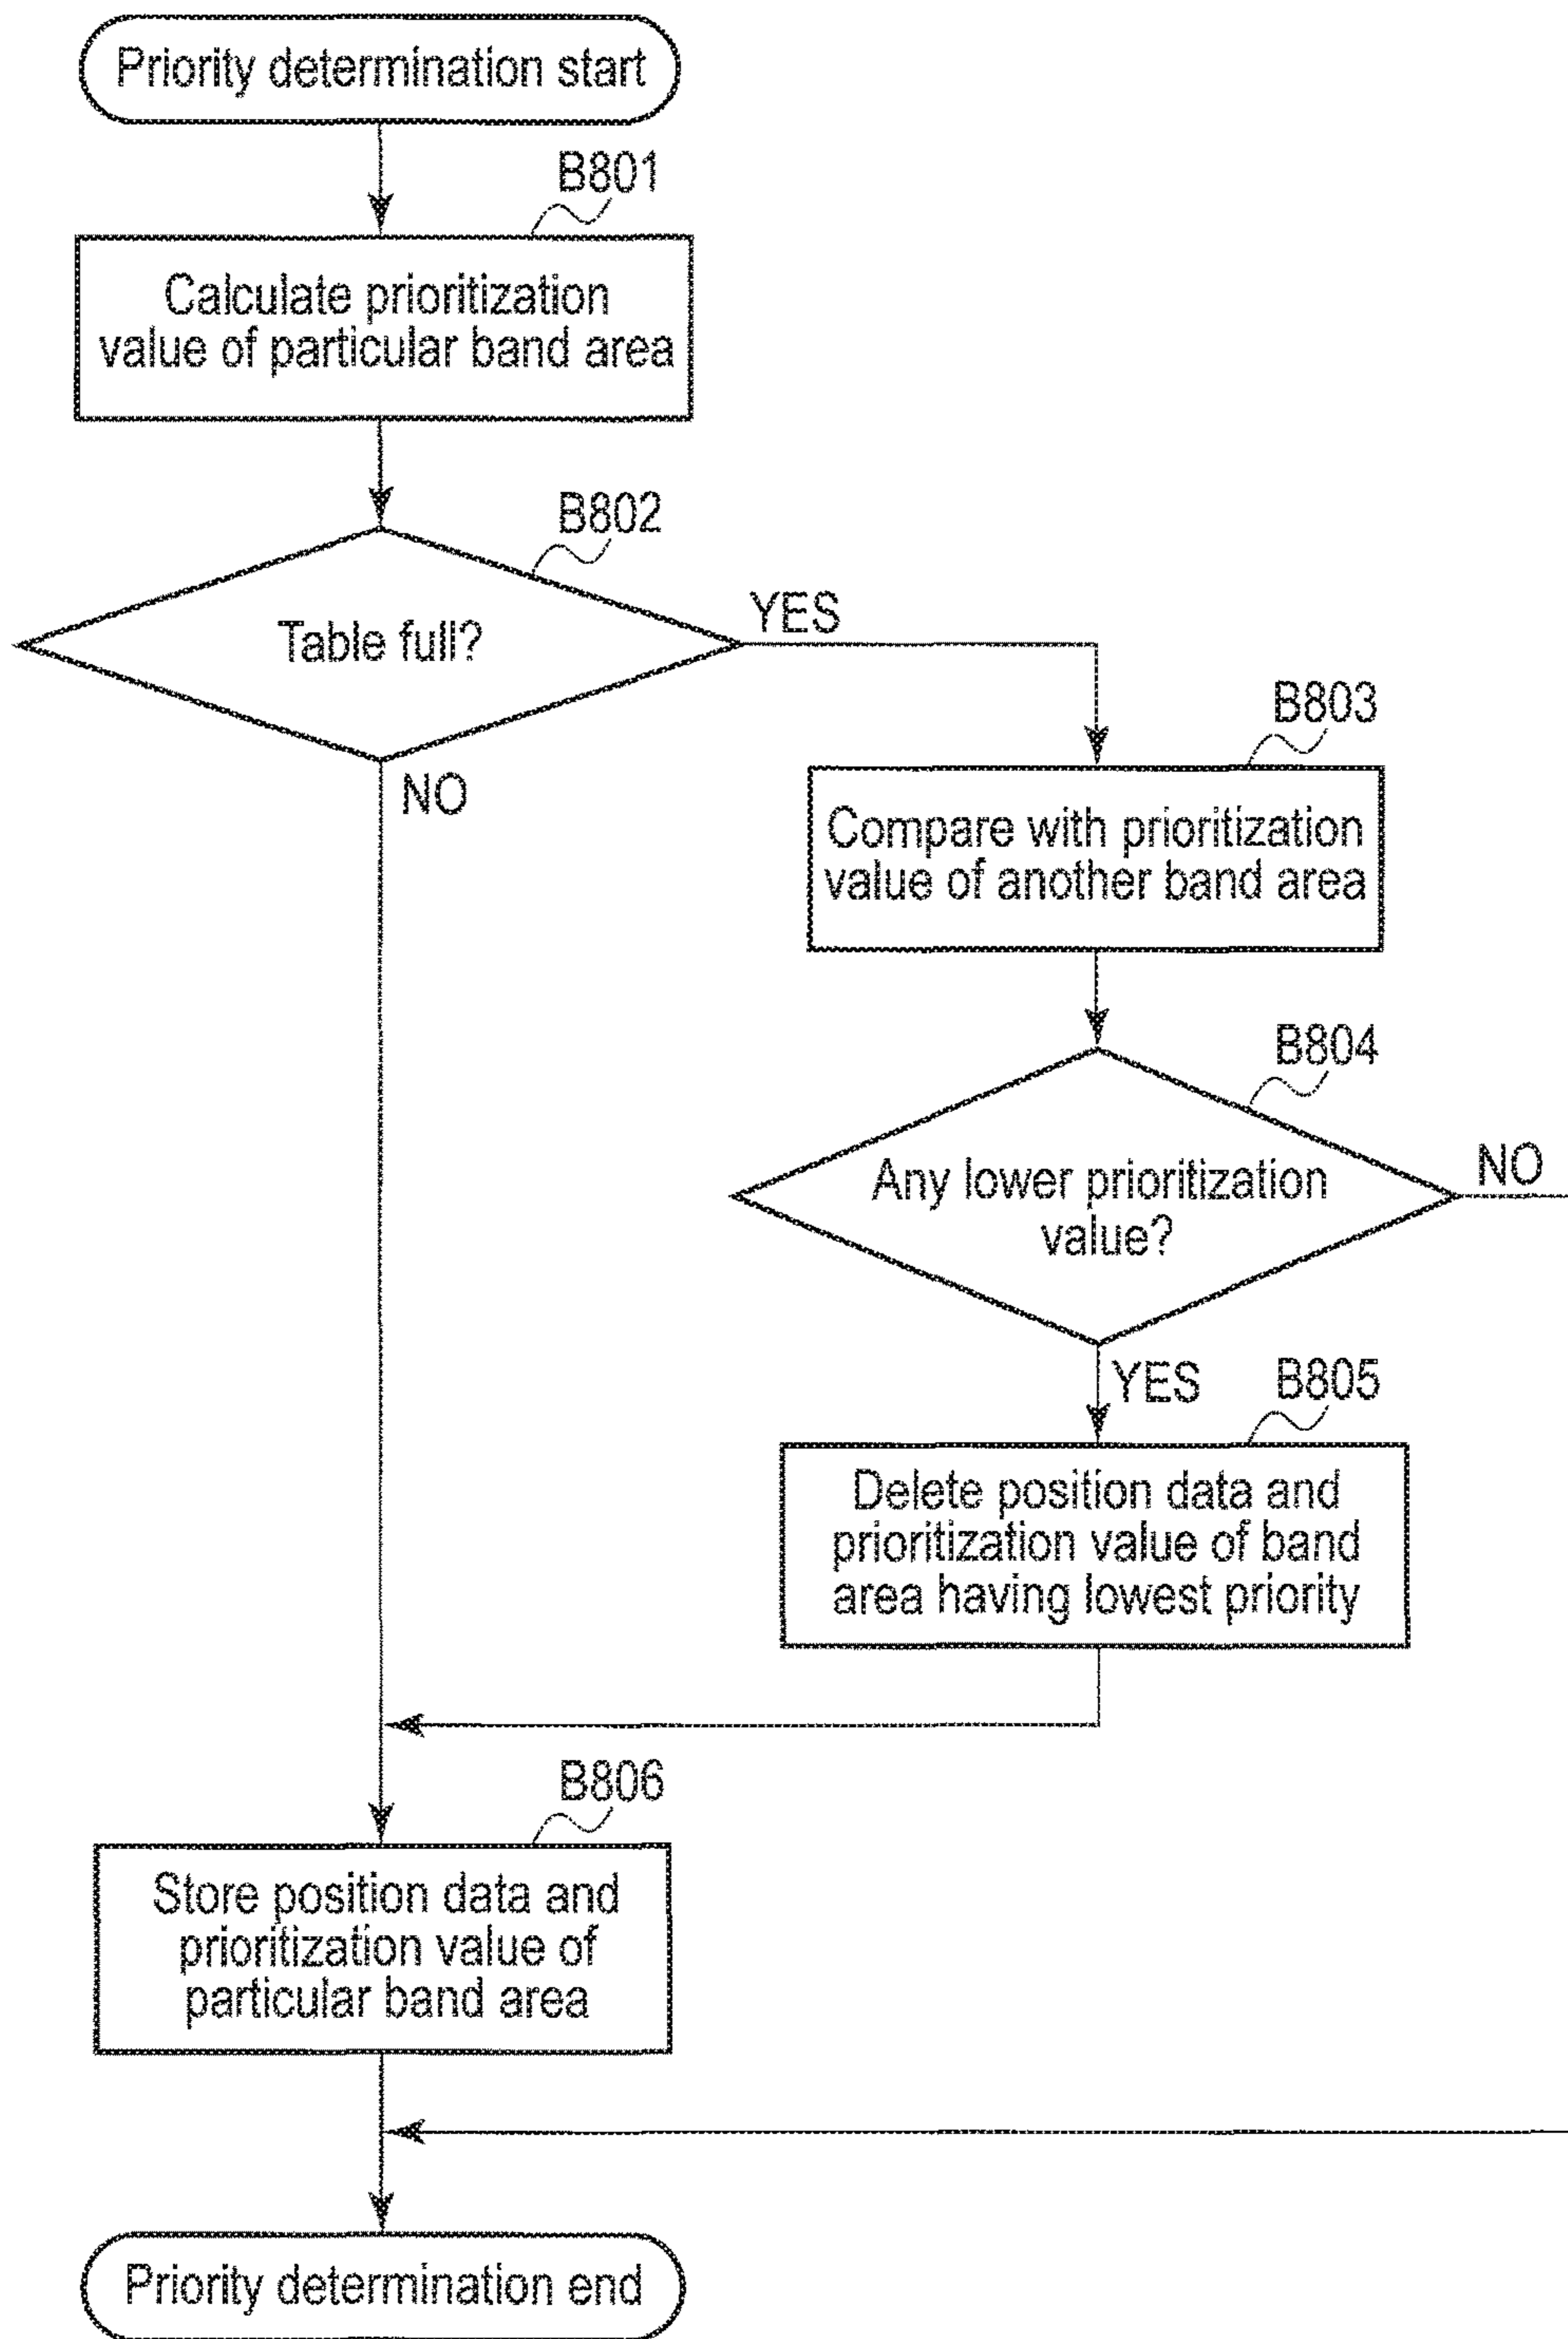 Priority determination start
B801
Calculate prioritization
value of particular band area
B802
Table full?
YES
NO
B803
Compare with prioritization
value of another band area
B804
Any lower prioritization
value?
NO
YES
B805
Delete position data and
prioritization value of band
area having lowest priority
B806
Store position data and
prioritization value of
particular band area
Priority determination end